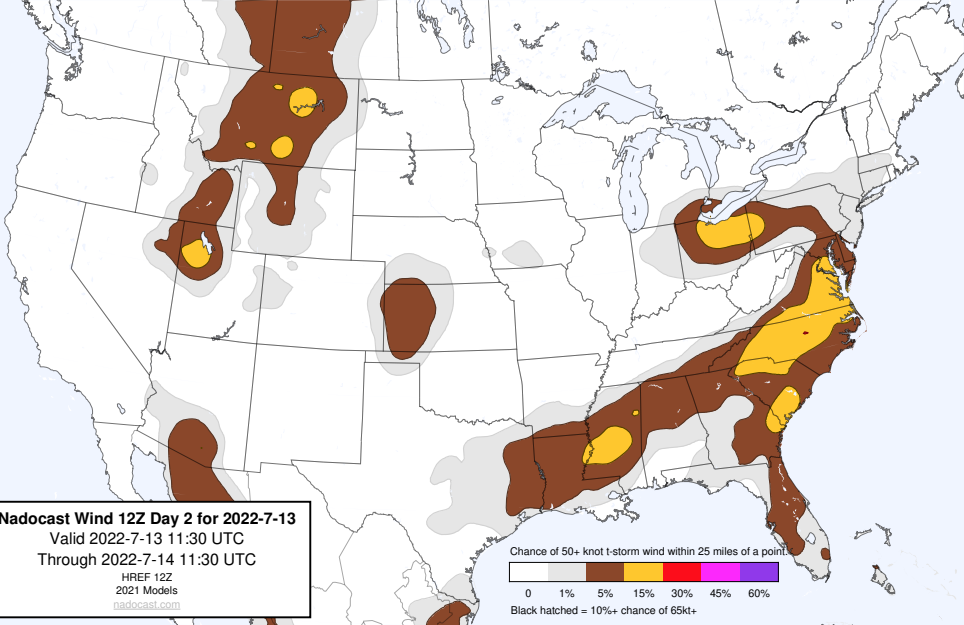 Nadocast Wind 12Z Day 2 for 2022-7-13
Valid 2022-7-13 11:30 UTC
Through 2022-7-14 11:30 UTC
HREF 12Z
2021 Models
nadocast.com
Chance of 50+ knot t-storm wind within 25 miles of a point.
0 1% 5% 15% 30% 45% 60%
Black hatched = 10%+ chance of 65kt+